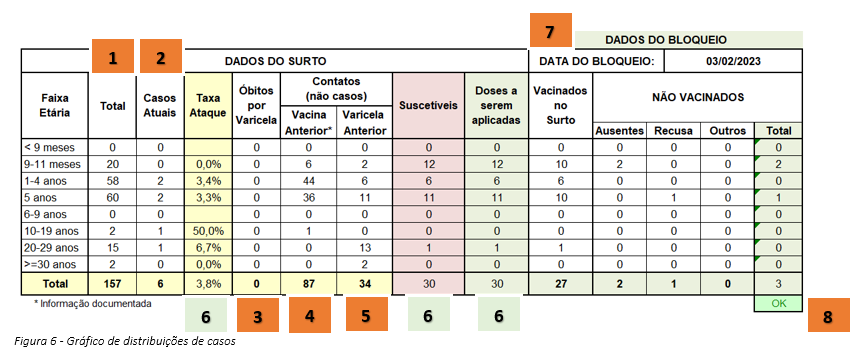 7
DADOS DO BLOQUEIO
1 2
DADOS DO SURTO DATA DO BLOQUEIO: 03/02/2023
Faixa Etária Total Casos Atuais Taxa Ataque Óbitos por Varicela Contatos (não casos) Vacina Anterior* Varicela Anterior Suscetíveis Doses a serem aplicadas Vacinados no Surto NÃO VACINADOS Ausentes Recusa Outros Total
< 9 meses 0 0 0 0 0 0 0 0 0 0 0 0
9-11 meses 20 0 0,0% 0 6 2 12 12 10 2 0 0 2
1-4 anos 58 2 3,4% 0 44 6 6 6 6 0 0 0 0
5 anos 60 2 3,3% 0 36 11 11 11 10 0 1 0 1
6-9 anos 0 0 0 0 0 0 0 0 0 0 0 0
10-19 anos 2 1 50,0% 0 1 0 0 0 0 0 0 0 0
20-29 anos 15 1 6,7% 0 0 13 1 1 1 0 0 0 0
>=30 anos 2 0 0,0% 0 0 2 0 0 0 0 0 0 0
Total 157 6 3,8% 0 87 34 30 30 27 2 1 0 3
* Informação documentada OK
6 3 4 5 6 6 8
Figura 6 - Gráfico de distribuições de casos